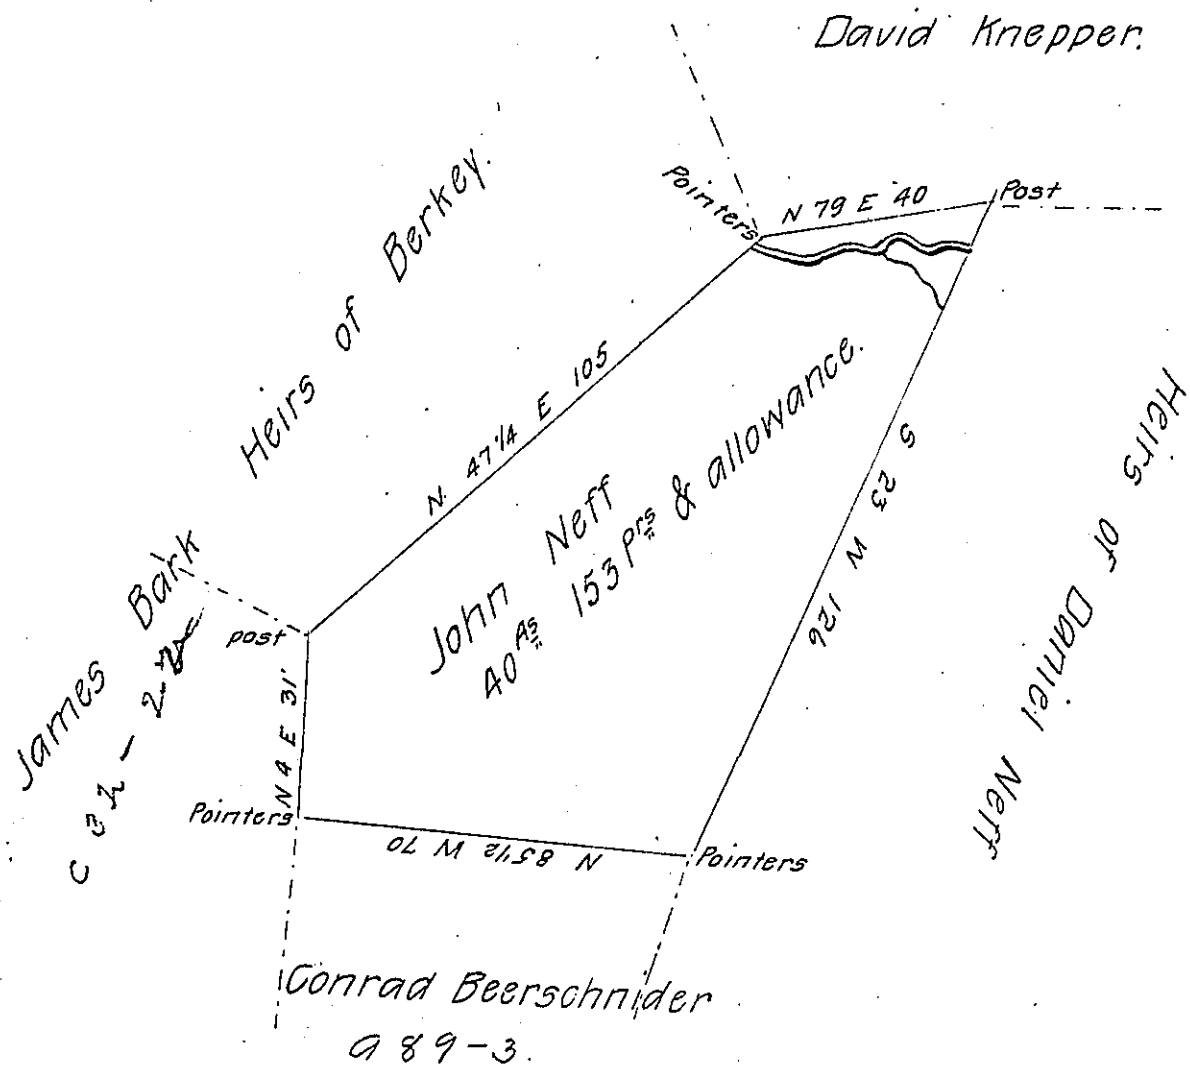 David Knepper.
Pointers
N 79 E 40
Post
Heirs of Berkey.
N. 47 1/4 E 105
John Neff
40 As 153 Prs & allowance.
S 23 W 126
Heirs of Daniel Neff
James Bark
post
N 4 E 31'
Pointers
N 85 1/2 W 70
Pointers
Conrad Beerschnider
a 89-3.